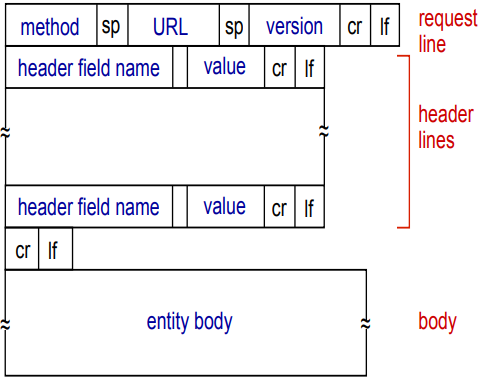 method sp URL sp version cr lf request line
header field name value cr lf
header lines
header field name value cr lf
cr lf
entity body body